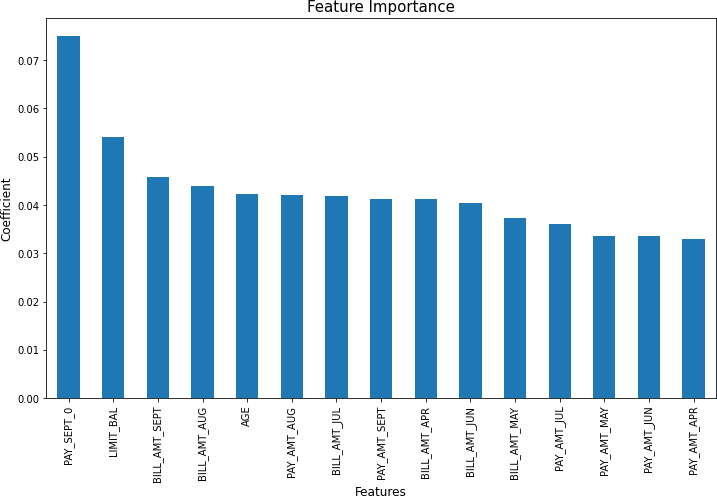 Feature Importance
Coefficient
0.07
0.06
0.05
0.04
0.03
0.02
0.01
0.00
PAY_SEPT_0
LIMIT_BAL
BILL_AMT_SEPT
BILL_AMT_AUG
AGE
PAY_AMT_AUG
BILL_AMT_JUL
PAY_AMT_SEPT
BILL_AMT_APR
BILL_AMT_JUN
BILL_AMT_MAY
PAY_AMT_JUL
PAY_AMT_MAY
PAY_AMT_JUN
PAY_AMT_APR
Features